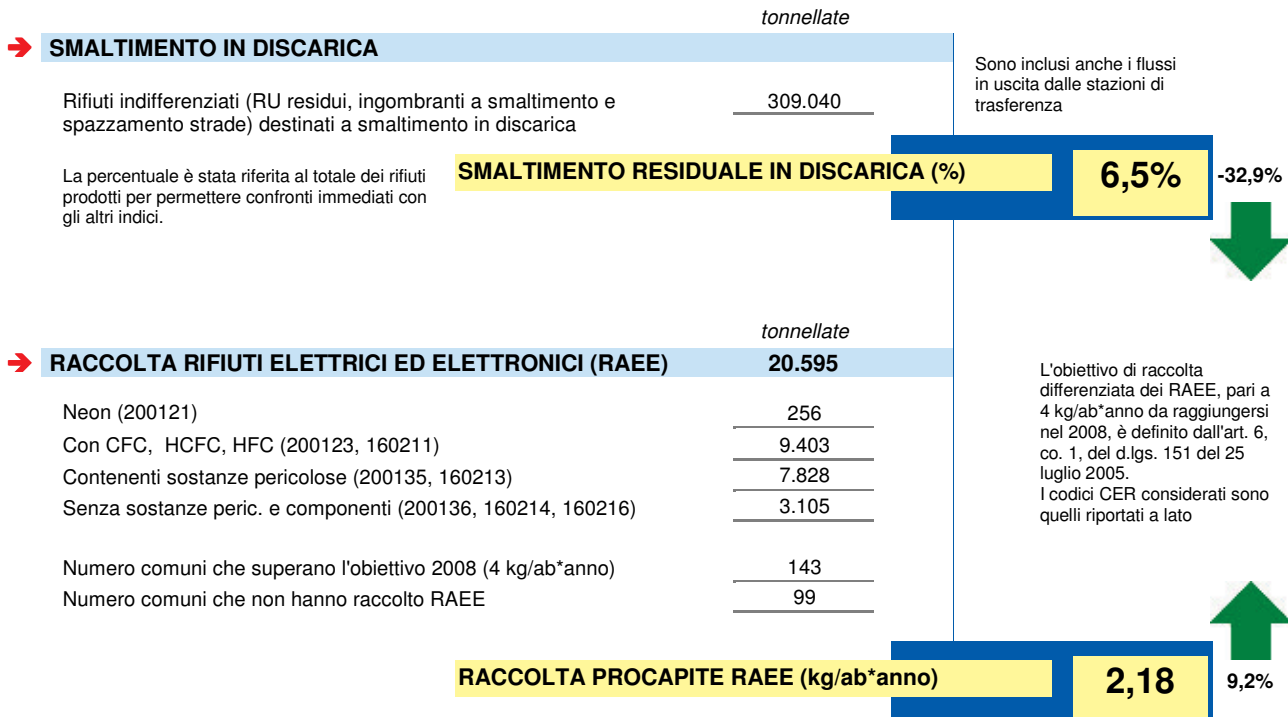 tonnellate
SMALTIMENTO IN DISCARICA
Sono inclusi anche i flussi
in uscita dalle stazioni di
trasferenza
Rifiuti indifferenziati (RU residui, ingombranti a smaltimento e
spazzamento strade) destinati a smaltimento in discarica
309.040
La percentuale è stata riferita al totale dei rifiuti
prodotti per permettere confronti immediati con
gli altri indici.
SMALTIMENTO RESIDUALE IN DISCARICA (%)
6,5%
-32,9%
tonnellate
RACCOLTA RIFIUTI ELETTRICI ED ELETTRONICI (RAEE) 20.595
Neon (200121) 256
Con CFC, HCFC, HFC (200123, 160211) 9.403
Contenenti sostanze pericolose (200135, 160213) 7.828
Senza sostanze peric. e componenti (200136, 160214, 160216) 3.105
L'obiettivo di raccolta
differenziata dei RAEE, pari a
4 kg/ab*anno da raggiungersi
nel 2008, è definito dall'art. 6,
co. 1, del d.lgs. 151 del 25
luglio 2005.
I codici CER considerati sono
quelli riportati a lato
Numero comuni che superano l'obiettivo 2008 (4 kg/ab*anno) 143
Numero comuni che non hanno raccolto RAEE 99
RACCOLTA PROCAPITE RAEE (kg/ab*anno)
2,18
9,2%